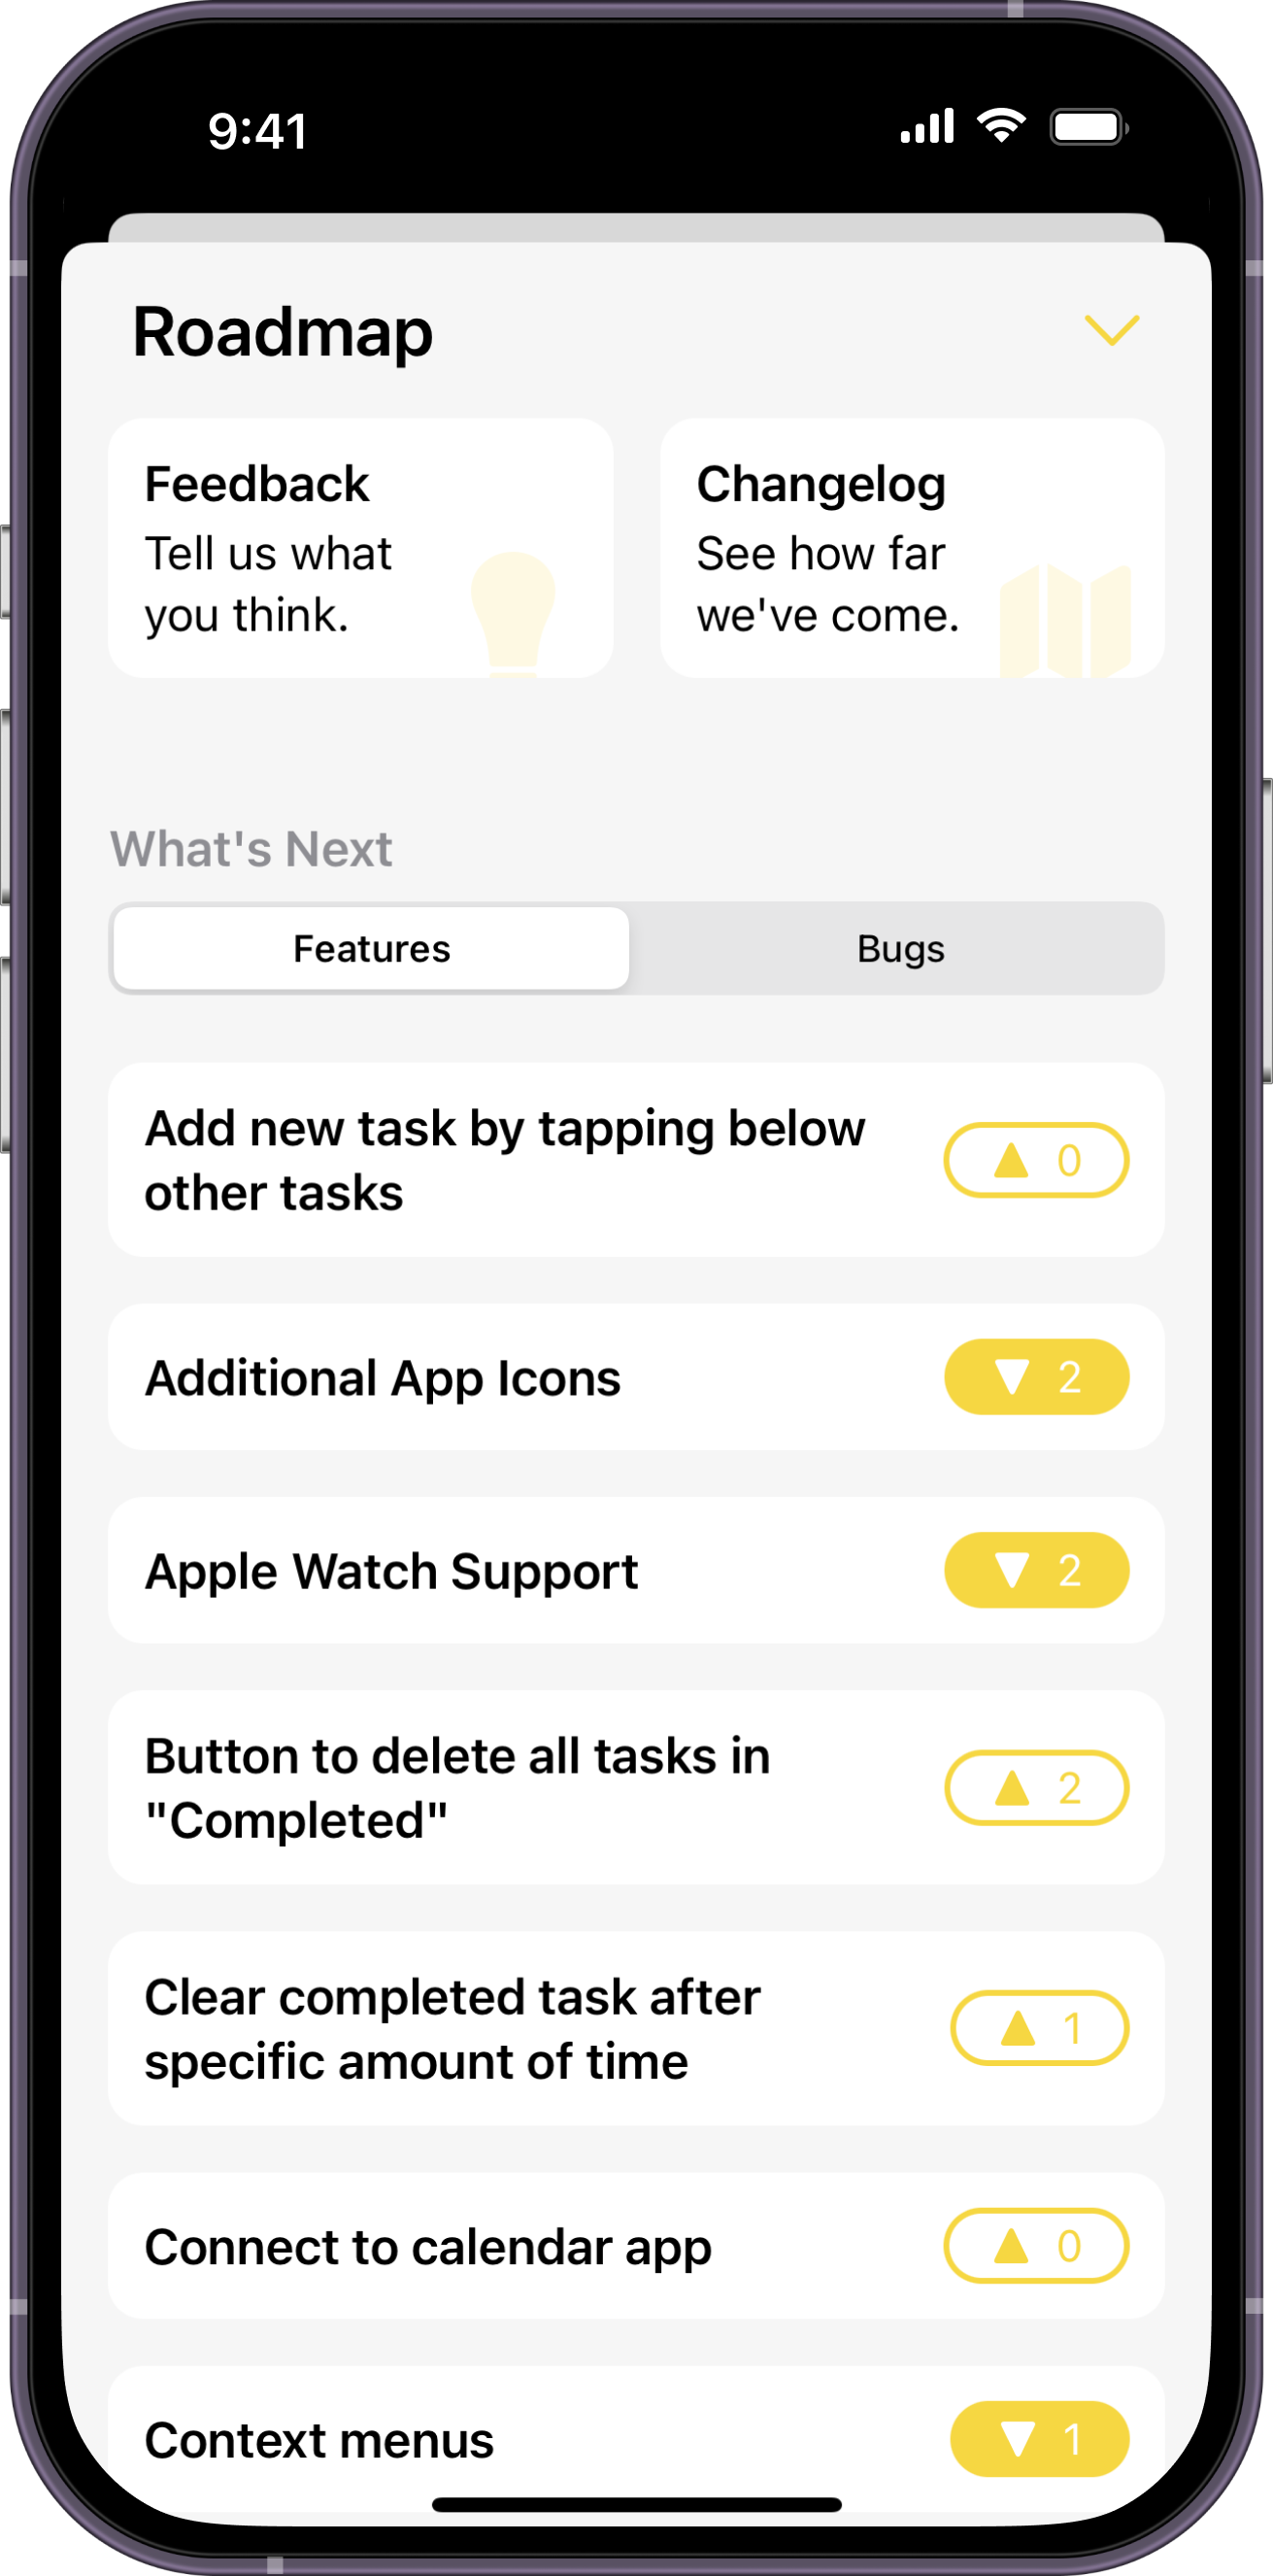 9:41
Roadmap
Feedback
Tell us what
you think.
Changelog
See how far
we've come.
What's Next
Features
Bugs
Add new task by tapping below
other tasks
0
Additional App Icons
2
Apple Watch Support
2
Button to delete all tasks in
"Completed"
2
Clear completed task after
specific amount of time
1
Connect to calendar app
0
Context menus
1